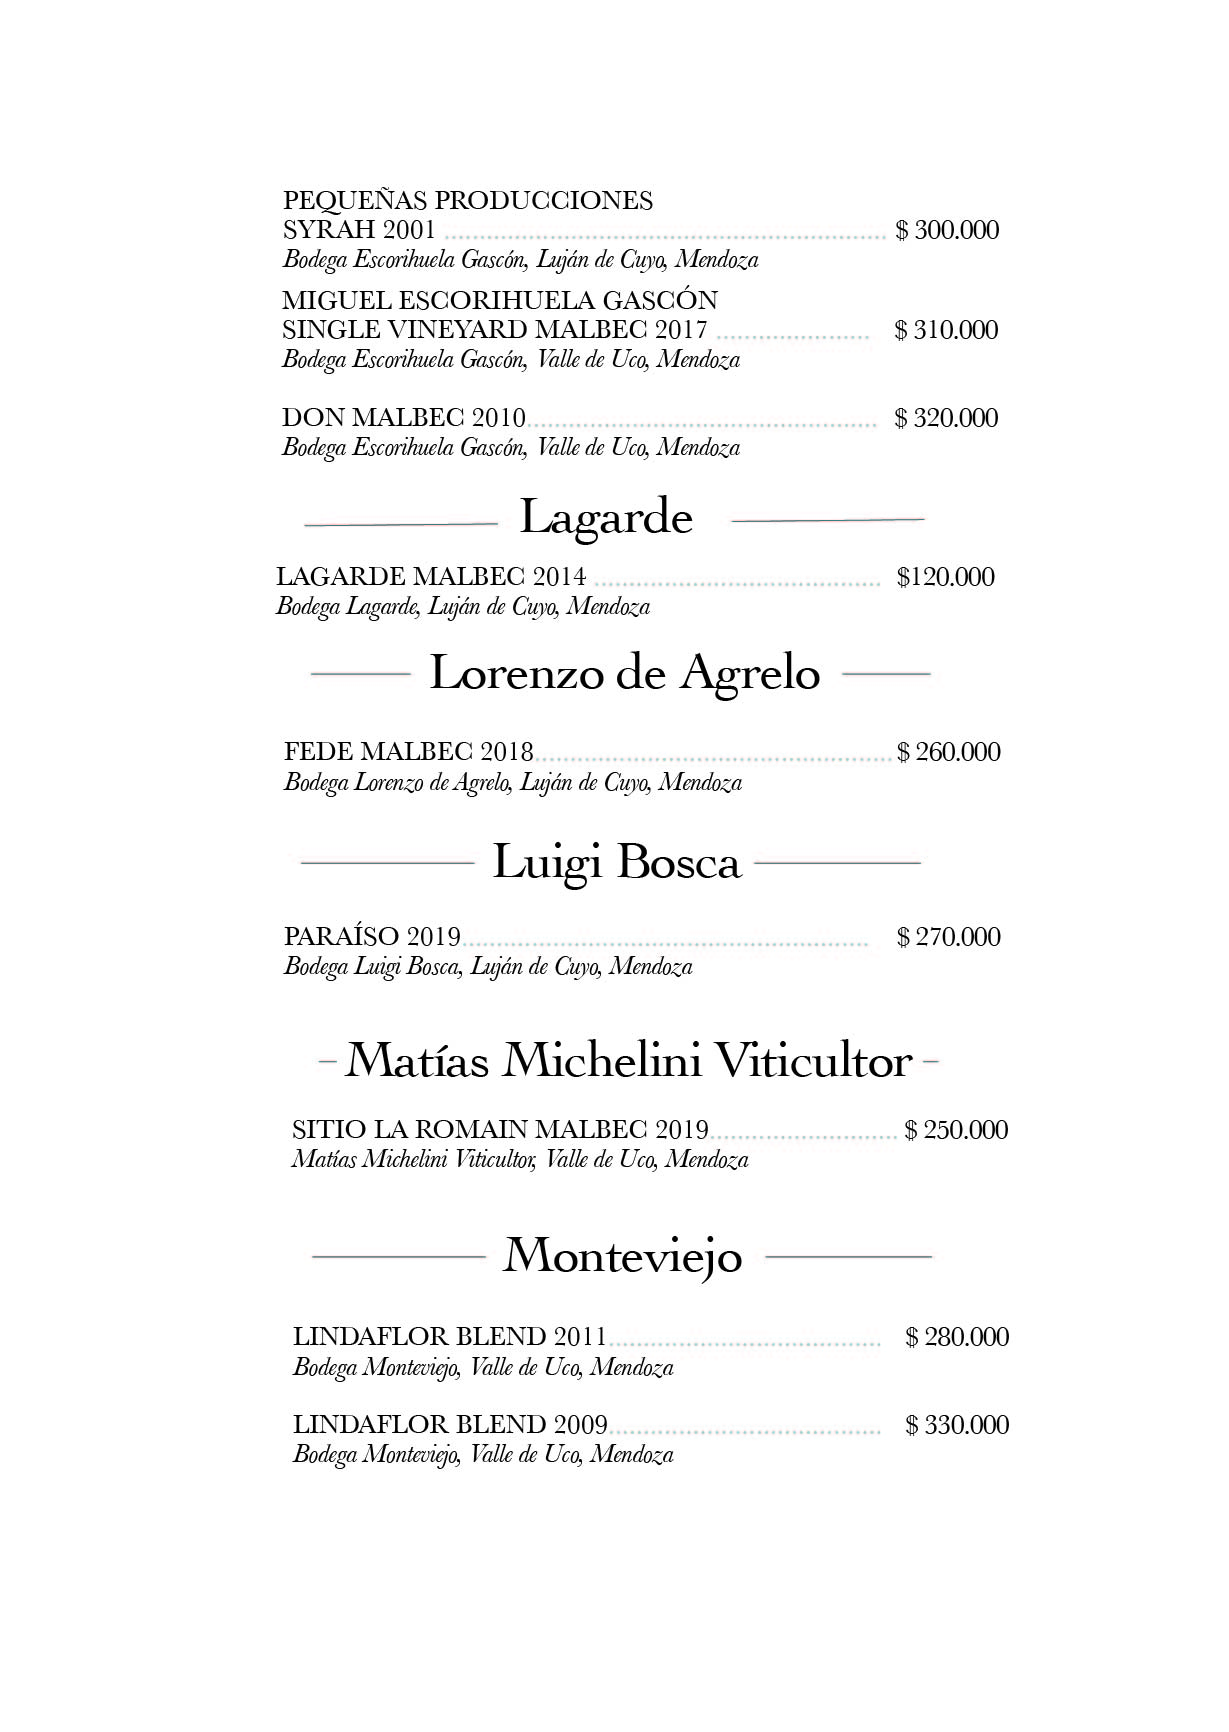 PEQUEÑAS PRODUCCIONES
SYRAH 2001 $ 300.000
Bodega Escorihuela Gascón, Luján de Cuyo, Mendoza
MIGUEL ESCORIHUELA GASCÓN
SINGLE VINEYARD MALBEC 2017 $ 310.000
Bodega Escorihuela Gascón, Valle de Uco, Mendoza
DON MALBEC 2010 $ 320.000
Bodega Escorihuela Gascón, Valle de Uco, Mendoza
Lagarde
LAGARDE MALBEC 2014 $120.000
Bodega Lagarde, Luján de Cuyo, Mendoza
Lorenzo de Agrelo
FEDE MALBEC 2018 $ 260.000
Bodega Lorenzo de Agrelo, Luján de Cuyo, Mendoza
Luigi Bosca
PARAÍSO 2019 $ 270.000
Bodega Luigi Bosca, Luján de Cuyo, Mendoza
Matías Michelini Viticultor
SITIO LA ROMAIN MALBEC 2019 $ 250.000
Matías Michelini Viticultor, Valle de Uco, Mendoza
Monteviejo
LINDAFLOR BLEND 2011 $ 280.000
Bodega Monteviejo, Valle de Uco, Mendoza
LINDAFLOR BLEND 2009 $ 330.000
Bodega Monteviejo, Valle de Uco, Mendoza